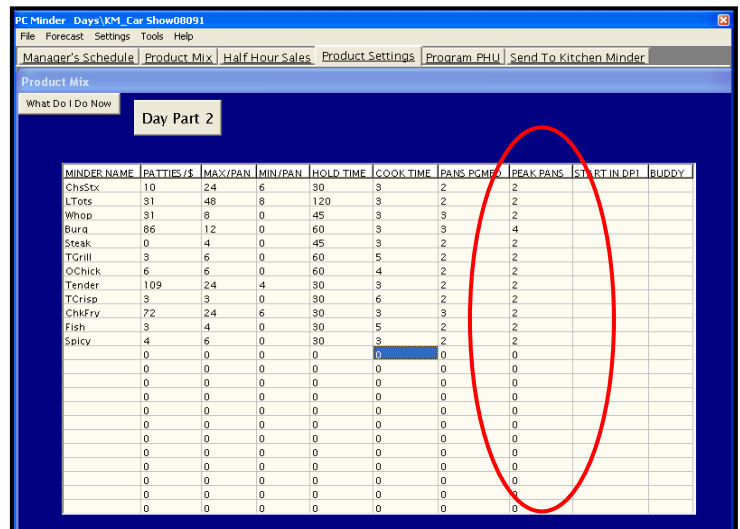 PC Minder Days\KM_Car Show08091
File Forecast Settings Tools Help
Manager's Schedule Product Mix Half Hour Sales Product Settings Program PHU Send To Kitchen Minder
Product Mix
What Do I Do Now
Day Part 2
MINDER NAME PATTIES/$ MAX/PAN MIN/PAN HOLD TIME COOK TIME PANS PGMED PEAK PANS START IN DP1 BUDDY
ChsStx 10 24 6 30 3 2 2
LTots 31 48 8 120 3 2 2
Whop 31 8 0 45 3 3 2
Burg 86 12 0 60 3 3 4
Steak 0 4 0 45 3 2 2
TGrill 3 6 0 60 5 2 2
OChick 6 6 0 60 4 2 2
Tender 109 24 4 30 3 2 2
TCrisp 3 3 0 30 6 2 2
ChkFry 72 24 6 30 3 3 2
Fish 3 4 0 30 5 2 2
Spicy 4 6 0 30 3 2 2
0 0 0 0 0 0 0
0 0 0 0 0 0 0
0 0 0 0 0 0 0
0 0 0 0 0 0 0
0 0 0 0 0 0 0
0 0 0 0 0 0 0
0 0 0 0 0 0 0
0 0 0 0 0 0 0
0 0 0 0 0 0 0
0 0 0 0 0 0 0
0 0 0 0 0 0 0
0 0 0 0 0 0 0